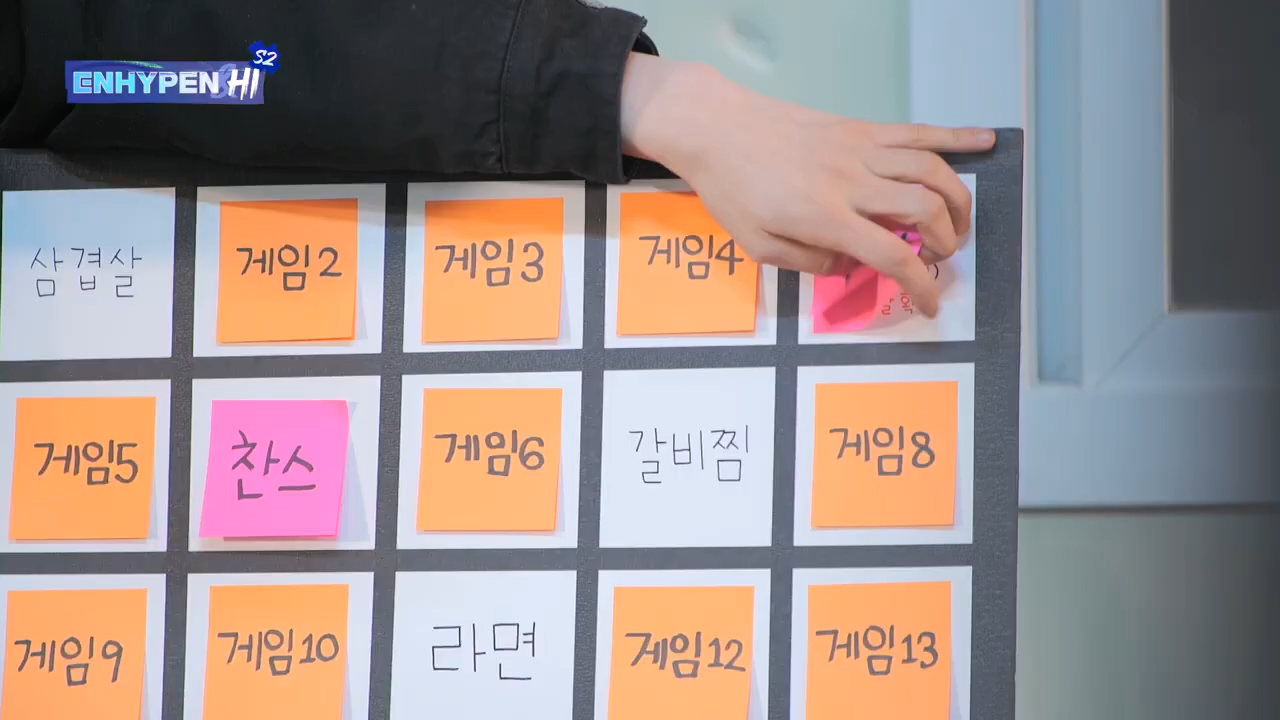 ENHYPEN HI
S2
삼겹살
게임2
게임3
게임4
게임5
찬스
게임6
갈비찜
게임8
게임9
게임10
라면
게임12
게임13